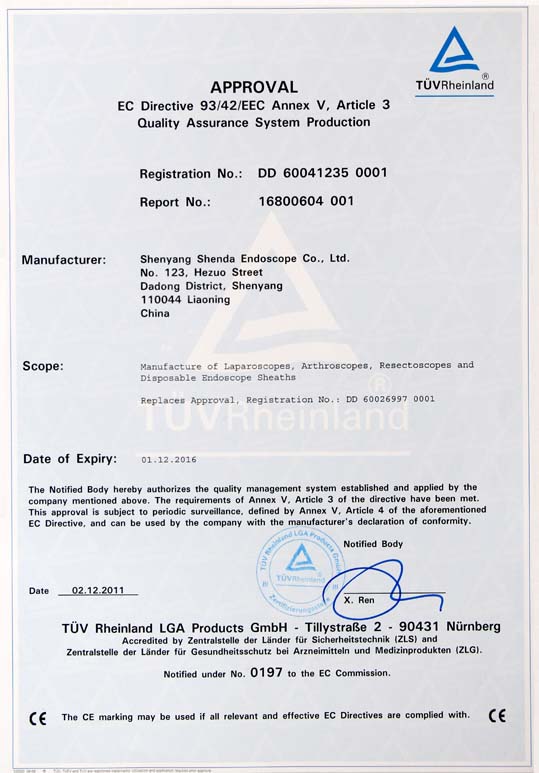 TÜVRheinland®
APPROVAL
EC Directive 93/42/EEC Annex V, Article 3
Quality Assurance System Production
Registration No.: DD 60041235 0001
Report No.: 16800604 001
Manufacturer: Shenyang Shenda Endoscope Co., Ltd.
No. 123, Hezuo Street
Dadong District, Shenyang
110044 Liaoning
China
Scope: Manufacture of Laparoscopes, Arthroscopes, Resectoscopes and
Disposable Endoscope Sheaths
Replaces Approval, Registration No.: DD 60026997 0001
TÜVRheinland®
Date of Expiry: 01.12.2016
The Notified Body hereby authorizes the quality management system established and applied by the
company mentioned above. The requirements of Annex V, Article 3 of the directive have been met.
This approval is subject to periodic surveillance, defined by Annex V, Article 4 of the aforementioned
EC Directive, and can be used by the company with the manufacturer's declaration of conformity.
Notified Body
TÜV Rheinland LGA Products GmbH
TÜVRheinland®
Zertifizierungsstelle
Date 02.12.2011
X. Ren
TÜV Rheinland LGA Products GmbH - Tillystraße 2 - 90431 Nürnberg
Accredited by Zentralstelle der Länder für Sicherheitstechnik (ZLS) and
Zentralstelle der Länder für Gesundheitsschutz bei Arzneimitteln und Medizinprodukten (ZLG).
Notified under No. 0197 to the EC Commission.
CE The CE marking may be used if all relevant and effective EC Directives are complied with. CE